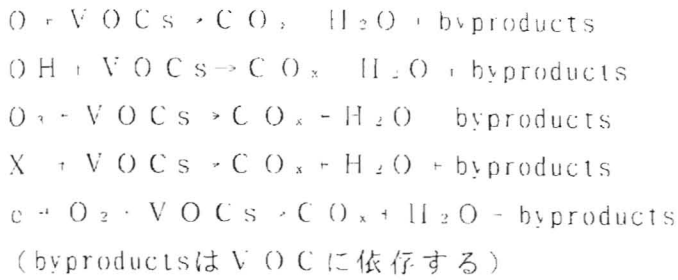 O + VOCs → COₓ + H₂O + byproducts
OH + VOCs → COₓ + H₂O + byproducts
O₃ + VOCs → COₓ + H₂O + byproducts
X + VOCs → COₓ + H₂O + byproducts
e + O₂ + VOCs → COₓ + H₂O + byproducts
(byproductsはVOCに依存する)